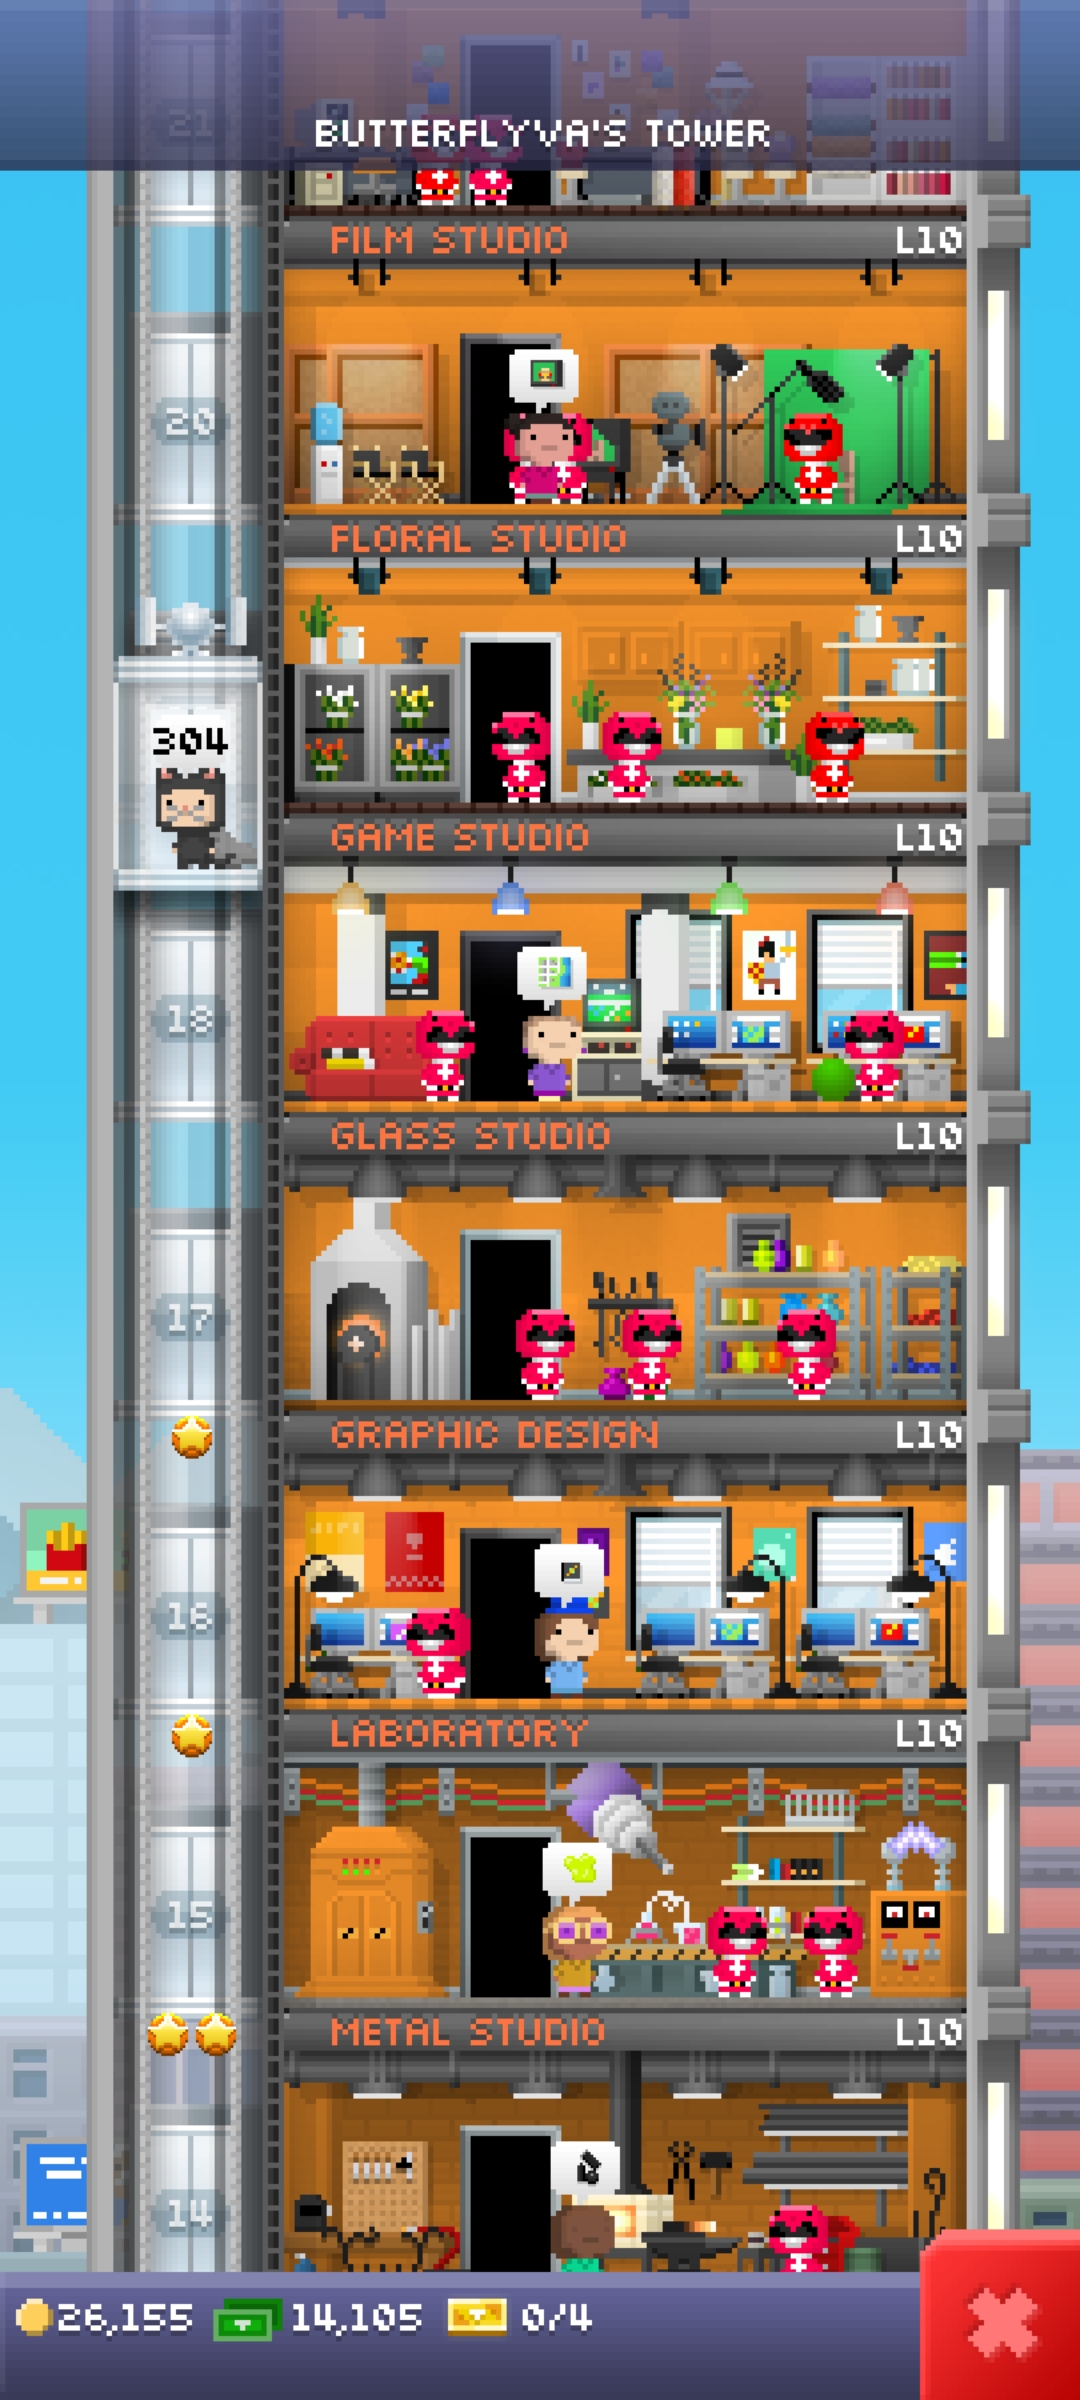 21
BUTTERFLYVA'S TOWER
FILM STUDIO L10
20
FLORAL STUDIO L10
304
GAME STUDIO L10
18
GLASS STUDIO L10
17
GRAPHIC DESIGN L10
16
LABORATORY L10
15
METAL STUDIO L10
14
26,155 14,105 0/4